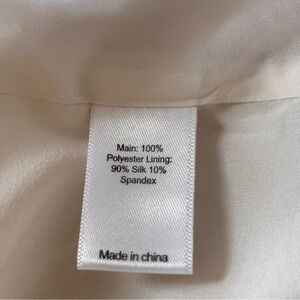 Main: 100%
Polyester Lining:
90% Silk 10%
Spandex
Made in china